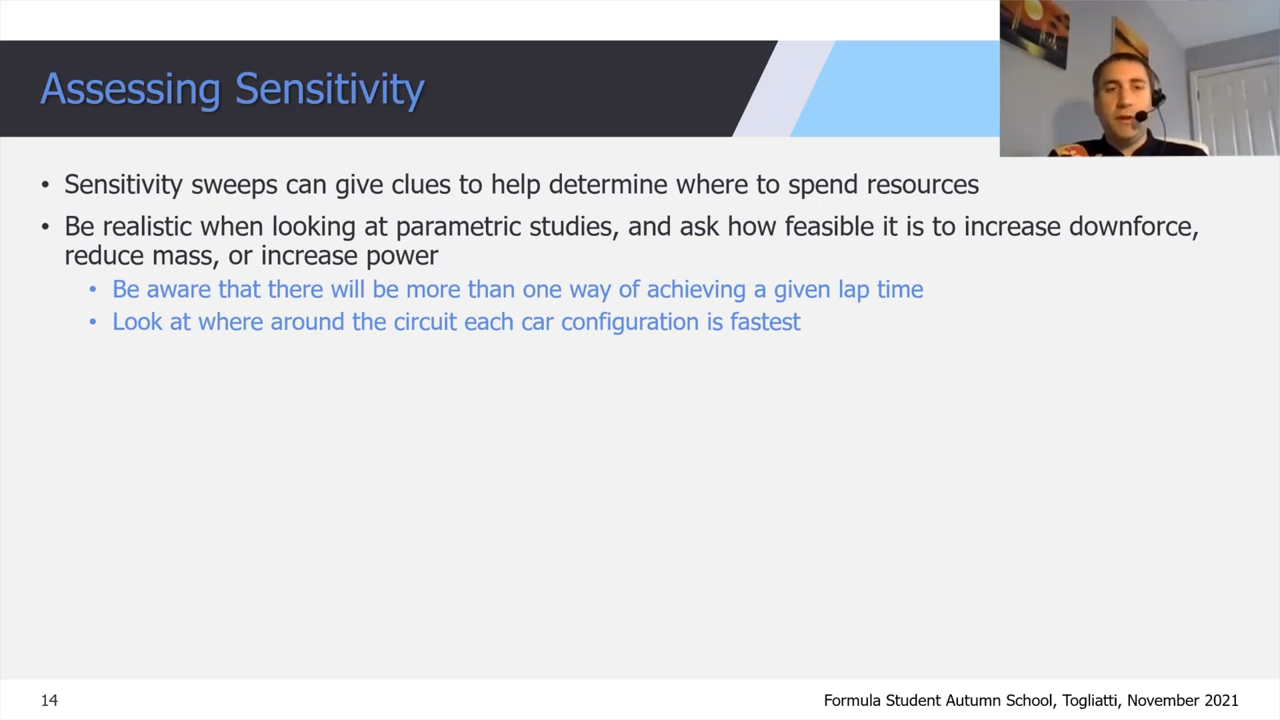 Assessing Sensitivity
• Sensitivity sweeps can give clues to help determine where to spend resources
• Be realistic when looking at parametric studies, and ask how feasible it is to increase downforce,
reduce mass, or increase power
• Be aware that there will be more than one way of achieving a given lap time
• Look at where around the circuit each car configuration is fastest
14
Formula Student Autumn School, Togliatti, November 2021